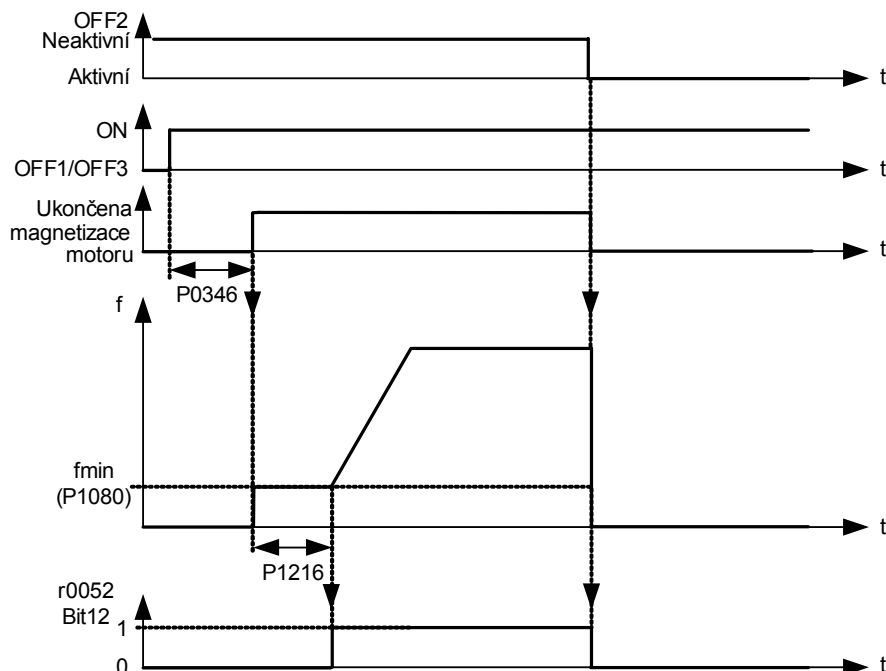 OFF2
Neaktivní
Aktivní
t
ON
OFF1/OFF3
t
Ukončena
magnetizace
motoru
t
P0346
f
fmin
(P1080)
t
P1216
r0052
Bit12
1
0
t